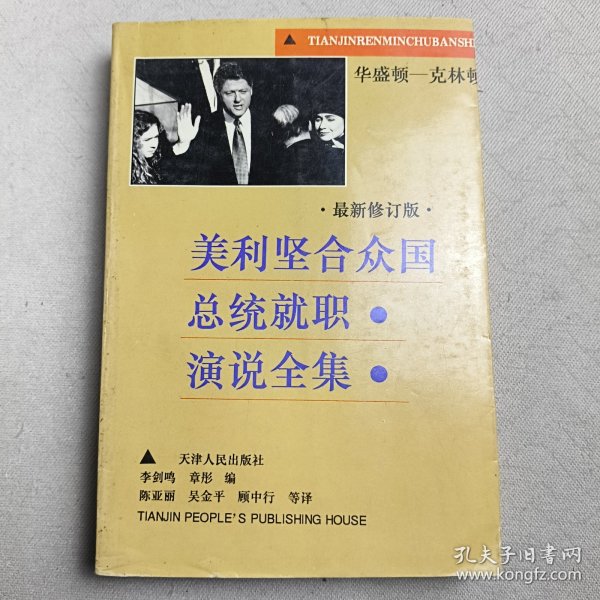 ▲ TIANJINRENMINCHUBANSHE
华盛顿—克林顿
·最新修订版·
美利坚合众国
总统就职·
演说全集·
▲ 天津人民出版社
李剑鸣 章彤 编
陈亚丽 吴金平 顾中行 等译
TIANJIN PEOPLE'S PUBLISHING HOUSE
孔夫子旧书网
www.kongfz.com